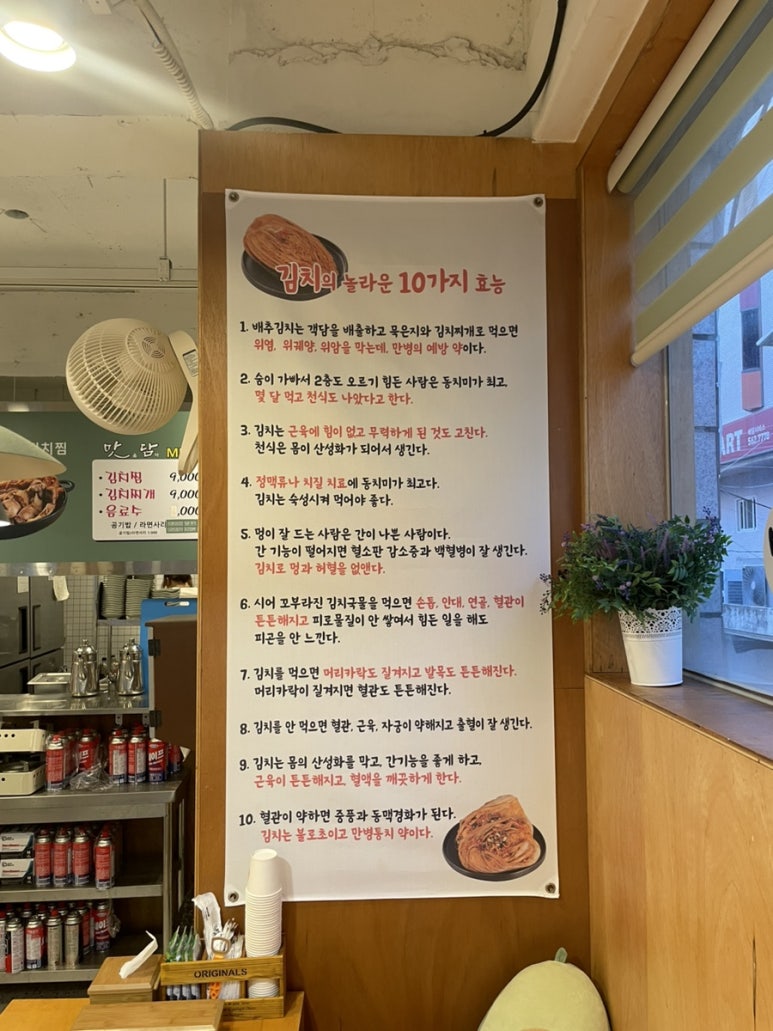 김치의 놀라운 10가지 효능
1. 배추김치는 객담을 배출하고 묵은지와 김치찌개로 먹으면
위염, 위궤양, 위암을 막는데, 만병의 예방 약이다.
2. 숨이 가빠서 2층도 오르기 힘든 사람은 동치미가 최고,
몇 달 먹고 천식도 나았다고 한다.
3. 김치는 근육에 힘이 없고 무력하게 된 것도 고친다.
천식은 몸이 산성화가 되어서 생긴다.
4. 정맥류나 치질 치료에 동치미가 최고다.
김치는 숙성시켜 먹어야 좋다.
5. 멍이 잘 드는 사람은 간이 나쁜 사람이다.
간 기능이 떨어지면 혈소판 감소증과 백혈병이 잘 생긴다.
김치로 멍과 허혈을 없앤다.
6. 시어 꼬부라진 김치국물을 먹으면 손톱, 인대, 연골, 혈관이
튼튼해지고 피로물질이 안 쌓여서 힘든 일을 해도
피곤을 안 느낀다.
7. 김치를 먹으면 머리카락도 질겨지고 발목도 튼튼해진다.
머리카락이 질겨지면 혈관도 튼튼해진다.
8. 김치를 안 먹으면 혈관, 근육, 자궁이 약해지고 출혈이 잘 생긴다.
9. 김치는 몸의 산성화를 막고, 간기능을 좋게 하고,
근육이 튼튼해지고, 혈액을 깨끗하게 한다.
10. 혈관이 약하면 중풍과 동맥경화가 된다.
김치는 불로초이고 만병통치 약이다.
치찜 맛 담 M
• 김치찜 9,000
• 김치찌개 9,000
• 음료수 ,000
공기밥 / 라면사리
ORIGINALS
ART